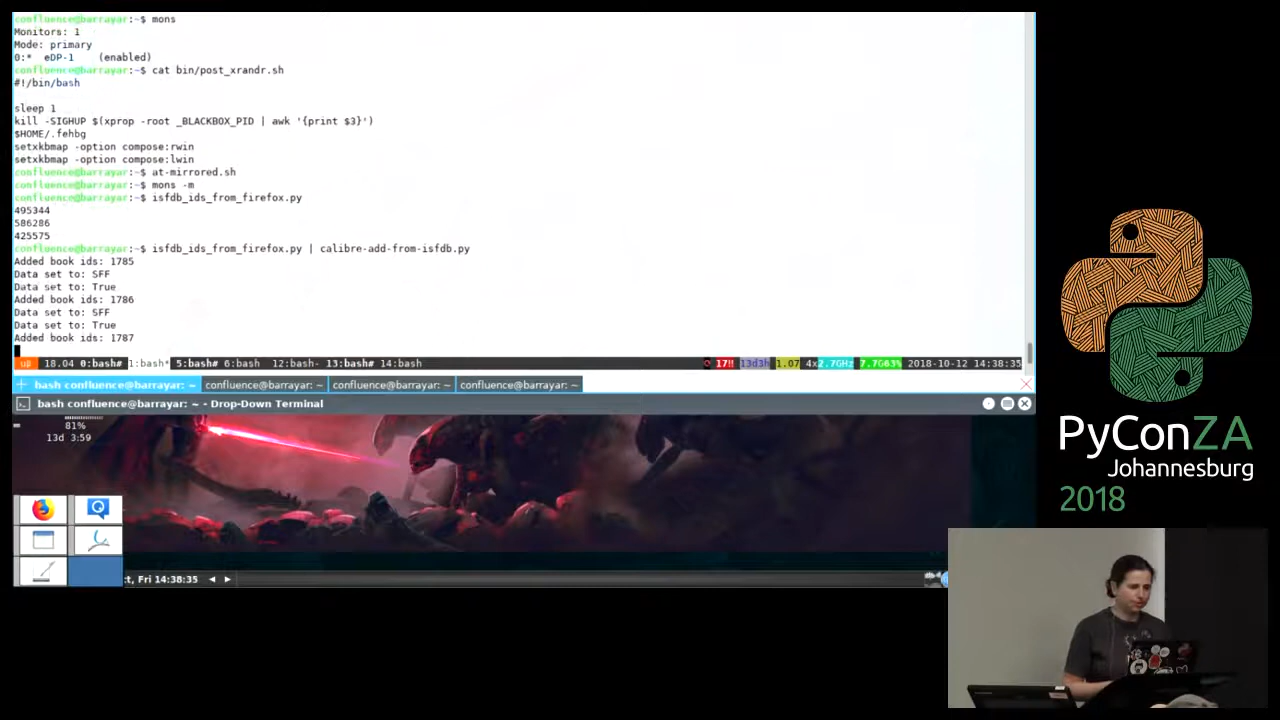 confluence@barrayar:~$ mons
Monitors: 1
Mode: primary
0:* eDP-1 (enabled)
confluence@barrayar:~$ cat bin/post_xrandr.sh
#!/bin/bash
sleep 1
kill -SIGHUP $(xprop -root _BLACKBOX_PID | awk '{print $3}')
$HOME/.fehbg
setxkbmap -option compose:rwin
setxkbmap -option compose:lwin
confluence@barrayar:~$ at-mirrored.sh
confluence@barrayar:~$ mons -m
confluence@barrayar:~$ isfdb_ids_from_firefox.py
495344
586286
425575
confluence@barrayar:~$ isfdb_ids_from_firefox.py | calibre-add-from-isfdb.py
Added book ids: 1785
Data set to: SFF
Data set to: True
Added book ids: 1786
Data set to: SFF
Data set to: True
Added book ids: 1787
18.04 0:bash# 1:bash* 5:bash# 6:bash 12:bash- 13:bash# 14:bash 17!! 13d3h 1.07 4x2.7GHz 7.7G63% 2018-10-12 14:38:35
bash confluence@barrayar: ~ confluence@barrayar: ~ confluence@barrayar: ~ confluence@barrayar: ~
bash confluence@barrayar: ~ - Drop-Down Terminal
81%
13d 3:59
Fri 14:38:35
PyConZA
Johannesburg
2018